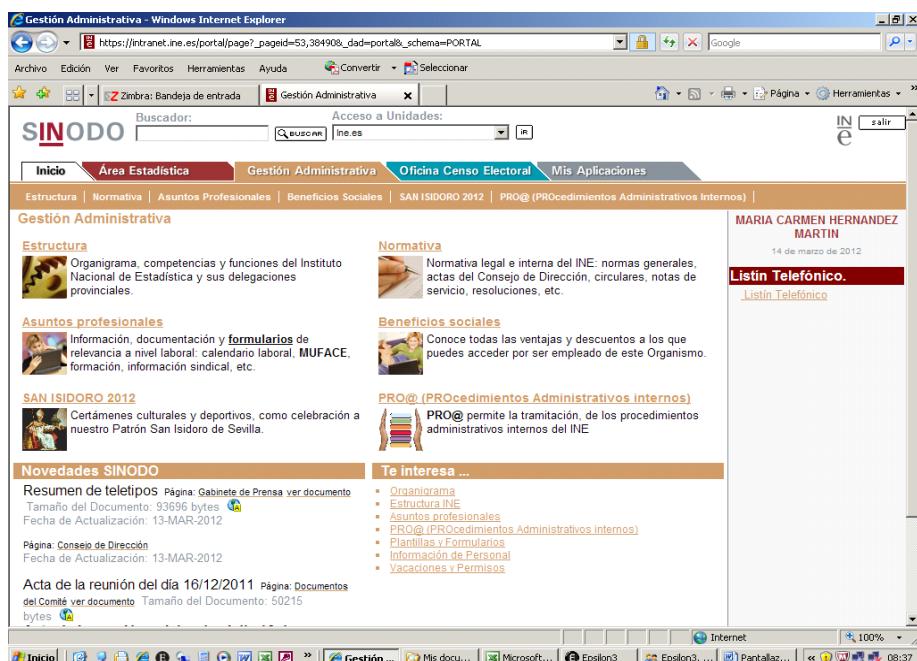 Gestión Administrativa - Windows Internet Explorer
https://intranet.ine.es/portal/page?_pageid=53,38490&_dad=portal&_schema=PORTAL
Google
Archivo Edición Ver Favoritos Herramientas Ayuda Convertir Seleccionar
Zimbra: Bandeja de entrada Gestión Administrativa Página Herramientas
SINODO
Buscador: Acceso a Unidades:
BUSCAR Ine.es IR
INe salir
Inicio Área Estadística Gestión Administrativa Oficina Censo Electoral Mis Aplicaciones
Estructura | Normativa | Asuntos Profesionales | Beneficios Sociales | SAN ISIDORO 2012 | PRO@ (PROcedimientos Administrativos Internos) |
Gestión Administrativa
Estructura
Organigrama, competencias y funciones del Instituto
Nacional de Estadística y sus delegaciones
provinciales.
Normativa
Normativa legal e interna del INE: normas generales,
actas del Consejo de Dirección, circulares, notas de
servicio, resoluciones, etc.
Asuntos profesionales
Información, documentación y formularios de
relevancia a nivel laboral: calendario laboral, MUFACE,
formación, información sindical, etc.
Beneficios sociales
Conoce todas las ventajas y descuentos a los que
puedes acceder por ser empleado de este Organismo.
SAN ISIDORO 2012
Certámenes culturales y deportivos, como celebración a
nuestro Patrón San Isidoro de Sevilla.
PRO@ (PROcedimientos Administrativos internos)
PRO@ permite la tramitación, de los procedimientos
administrativos internos del INE
MARIA CARMEN HERNANDEZ
MARTIN
14 de marzo de 2012
Listín Telefónico.
Listín Telefónico
Novedades SINODO
Resumen de teletipos Página: Gabinete de Prensa ver documento
Tamaño del Documento: 93696 bytes
Fecha de Actualización: 13-MAR-2012
Página: Consejo de Dirección
Fecha de Actualización: 13-MAR-2012
Acta de la reunión del día 16/12/2011 Página: Documentos
del Comité ver documento Tamaño del Documento: 50215
bytes
Te interesa ...
Organigrama
Estructura INE
Asuntos profesionales
PRO@ (PROcedimientos Administrativos internos)
Plantillas y Formularios
Información de Personal
Vacaciones y Permisos
Internet 100%
Inicio Gestión ... Mis docu... Microsoft... Epsilon3 Epsilon3, ... Pantallaz... 08:37